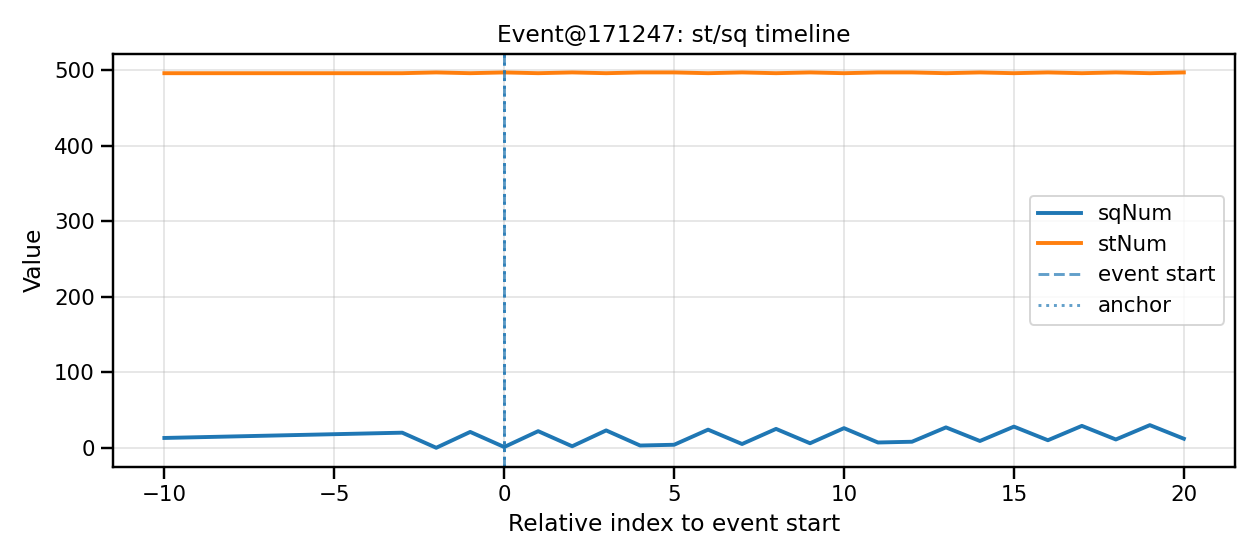 Event@171247: st/sq timeline
Value
500
400
300
200
100
0
sqNum
stNum
event start
anchor
−10
−5
0
5
10
15
20
Relative index to event start